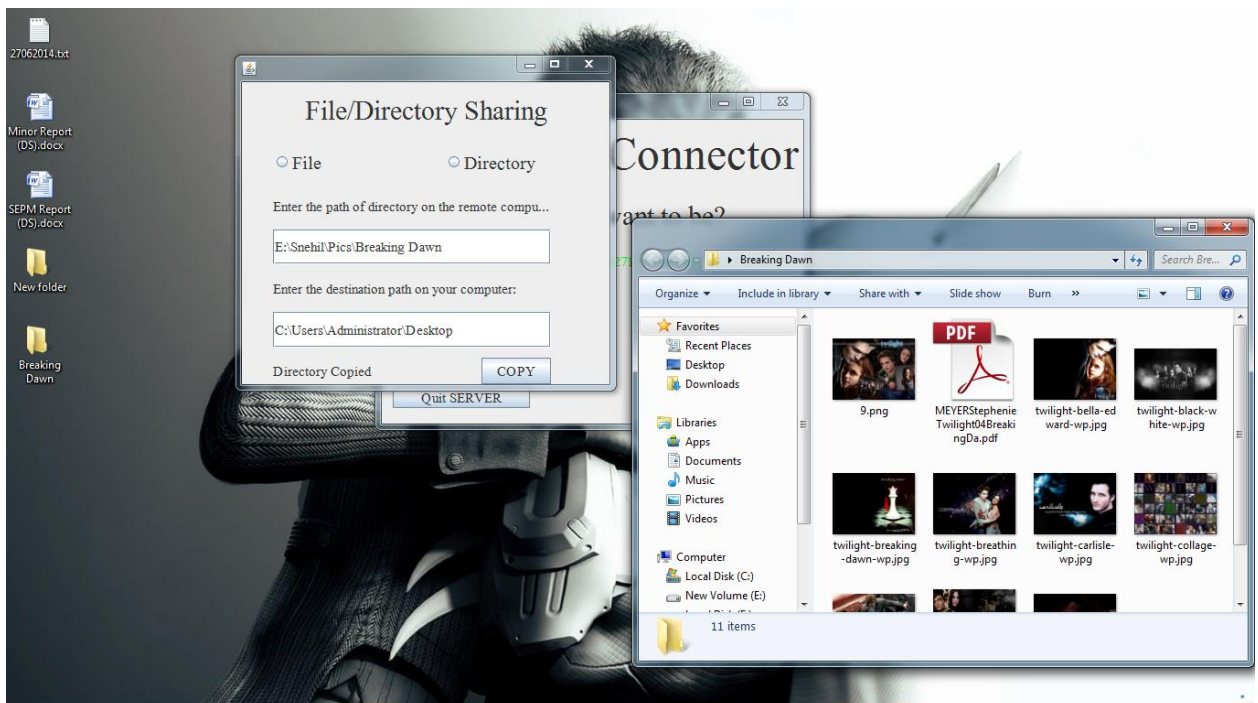 27062014.txt
Minor Report
(DS).docx
SEPM Report
(DS).docx
New folder
Breaking
Dawn
File/Directory Sharing
File
Directory
Enter the path of directory on the remote compu...
E:\Snehil\Pics\Breaking Dawn
Enter the destination path on your computer:
C:\Users\Administrator\Desktop
Directory Copied
COPY
Connector
want to be?
271
Quit SERVER
Breaking Dawn
Search Bre...
Organize
Include in library
Share with
Slide show
Burn
»
Favorites
Recent Places
Desktop
Downloads
Libraries
Apps
Documents
Music
Pictures
Videos
Computer
Local Disk (C:)
New Volume (E:)
PDF
9.png
MEYERStephenie
Twilight04Breaki
ngDa.pdf
twilight-bella-ed
ward-wp.jpg
twilight-black-w
hite-wp.jpg
twilight-breaking
-dawn-wp.jpg
twilight-breathin
g-wp.jpg
twilight-carlisle-
wp.jpg
twilight-collage-
wp.jpg
11 items